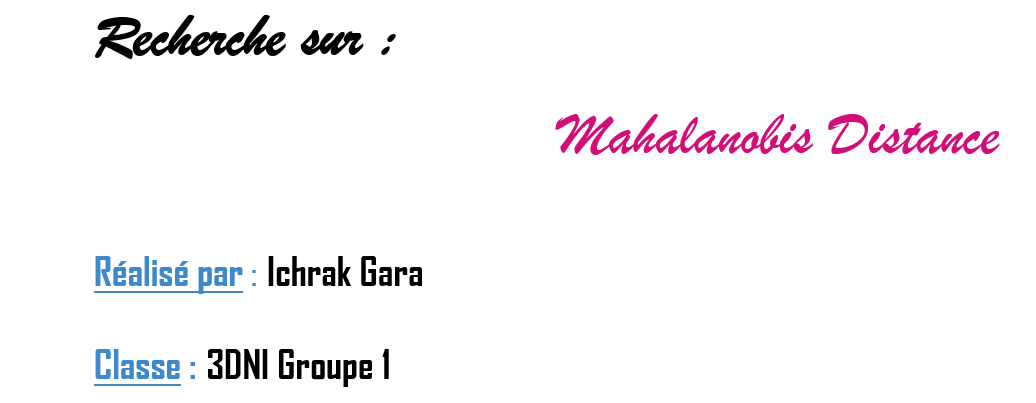 Recherche sur :
Mahalanobis Distance
Réalisé par : Ichrak Gara
Classe : 3DNI Groupe 1